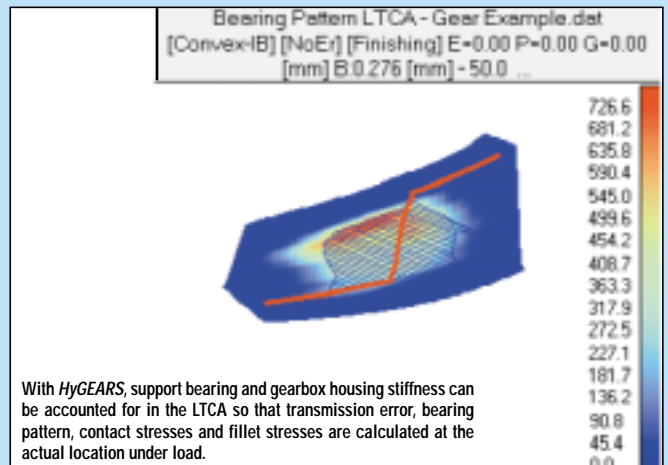 Bearing Pattern LTCA - Gear Example.dat
[Convex-IB] [NoEr] [Finishing] E=0.00 P=0.00 G=0.00
[mm] B:0.276 [mm] - 50.0 ...
726.6
681.2
635.8
590.4
545.0
499.6
454.2
408.7
363.3
317.9
272.5
227.1
181.7
136.2
90.8
45.4
0.0
With HyGEARS, support bearing and gearbox housing stiffness can
be accounted for in the LTCA so that transmission error, bearing
pattern, contact stresses and fillet stresses are calculated at the
actual location under load.